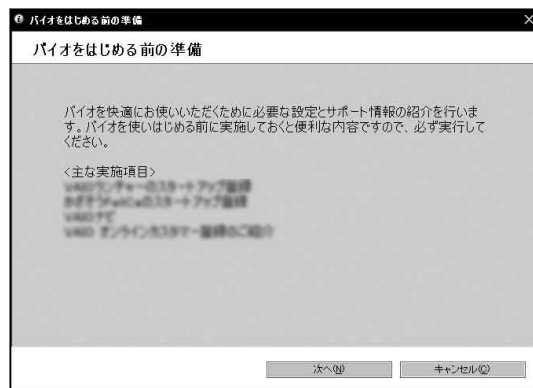 バイオをはじめる前の準備
バイオをはじめる前の準備
バイオを快適にお使いいただくために必要な設定とサポート情報の紹介を行いま
す。バイオを使いはじめる前に実施しておくと便利な内容ですので、必ず実行して
ください。
<主な実施項目>
次へ(N)
キャンセル(C)